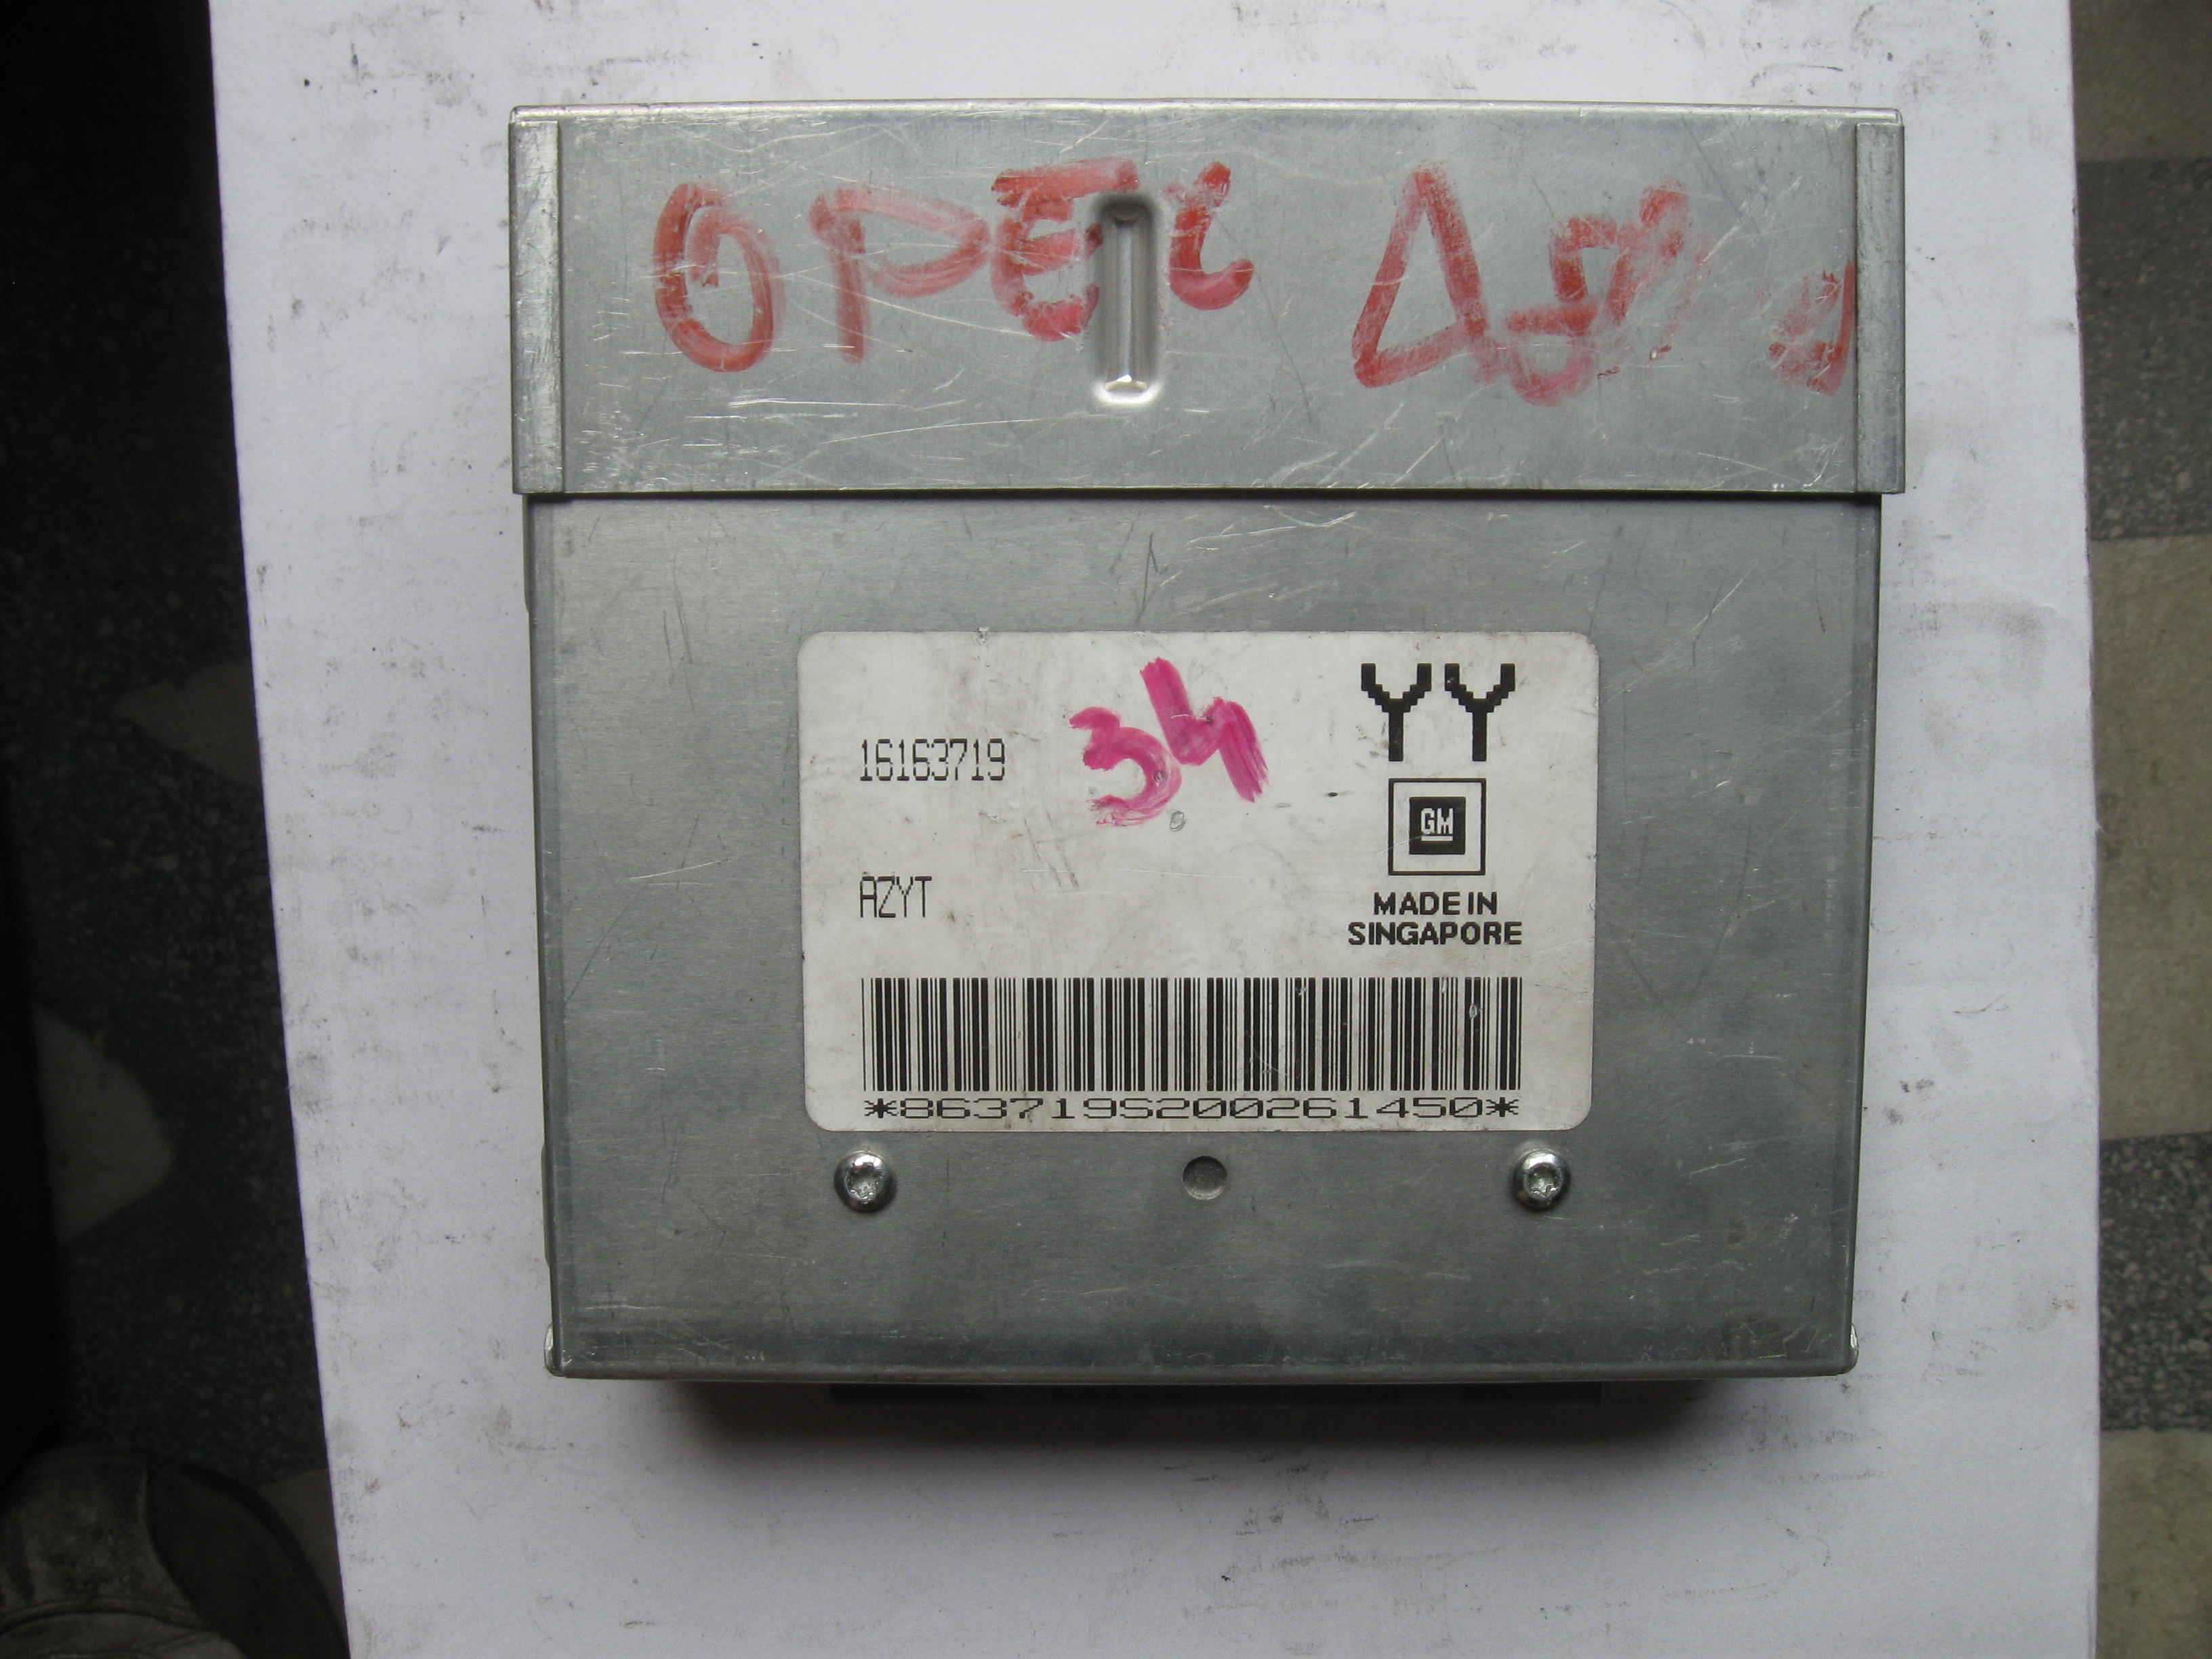 OPEL
34
YY
16163719
GM
AZYT
MADE IN
SINGAPORE
*863719S200261450*